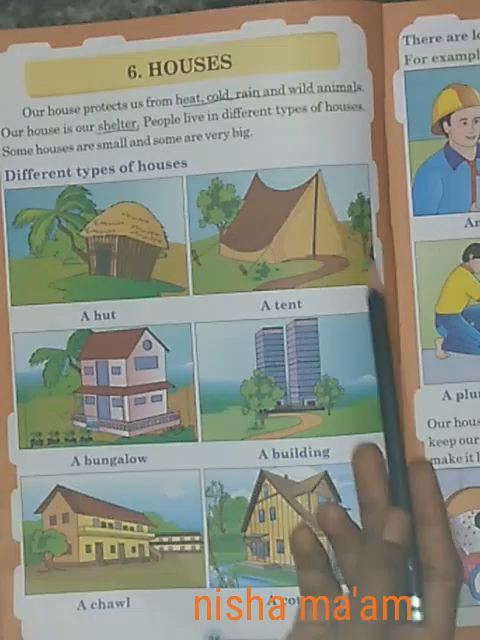 6. HOUSES
Our house protects us from heat, cold, rain and wild animals.
Our house is our shelter. People live in different types of houses.
Some houses are small and some are very big.
Different types of houses
A hut
A tent
A bungalow
A building
A chawl
There are
For exampl
An
A plu
Our hous
keep our
make it
nisha ma'am